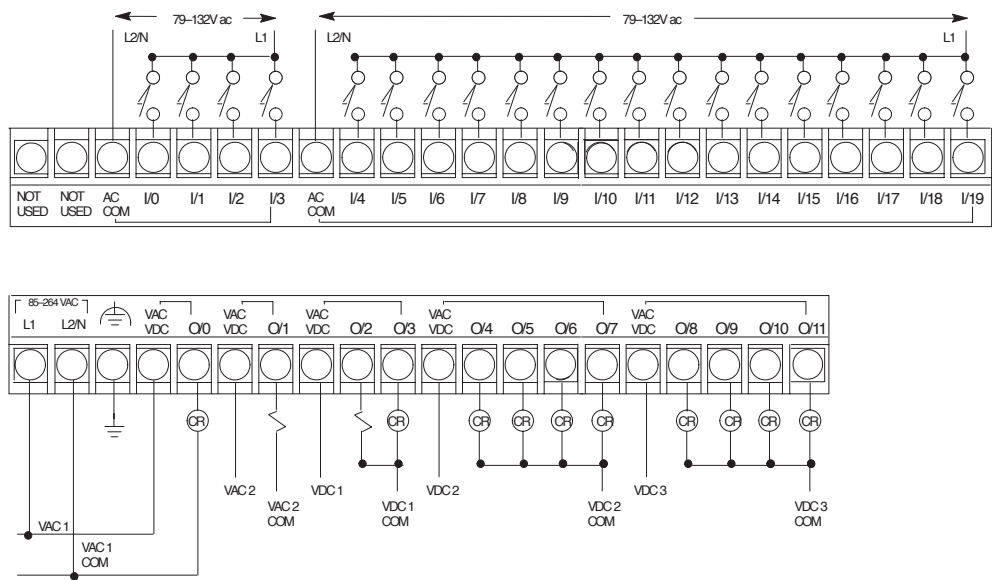 79–132V ac
79–132V ac
L2/N
L1
L2/N
L1
NOT USED
NOT USED
AC COM
I/0
I/1
I/2
I/3
AC COM
I/4
I/5
I/6
I/7
I/8
I/9
I/10
I/11
I/12
I/13
I/14
I/15
I/16
I/17
I/18
I/19
85–264 VAC
L1
L2/N
VAC VDC
O/0
VAC VDC
O/1
VAC VDC
O/2
O/3
VAC VDC
O/4
O/5
O/6
O/7
VAC VDC
O/8
O/9
O/10
O/11
CR
CR
CR
CR
CR
CR
CR
CR
CR
CR
VAC 2
VAC 2 COM
VDC 1
VDC 1 COM
VDC 2
VDC 2 COM
VDC 3
VDC 3 COM
VAC 1
VAC 1 COM